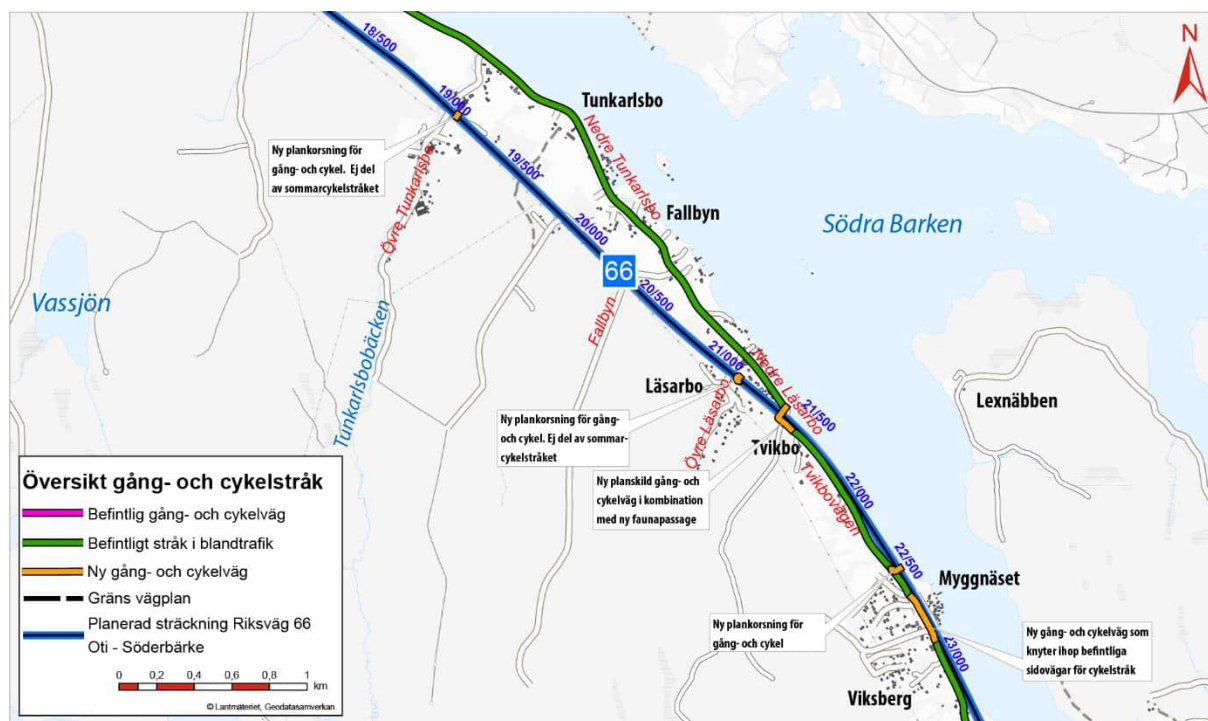 18/500
19/000
Tunkarlsbo
Nedre Tunkarlsbo
Ny plankorsning för
gång- och cykel. Ej del
av sommarcykelstråket
19/500
Övre Tunkarlsbo
Fallbyn
20/000
Södra Barken
66
20/500
Vassjön
Fallbyn
Tunkarlsbobäcken
21/000
Nedre Läsarbo
Läsarbo
Övre Läsarbo
21/500
Lexnäbben
Ny plankorsning för gång-
och cykel. Ej del av sommar-
cykelstråket
Tvikbo
Ny planskild gång- och
cykelväg i kombination
med ny faunapassage
Tvikbovägen
22/000
22/500
Myggnäset
Ny plankorsning för
gång- och cykel
Ny gång- och cykelväg som
knyter ihop befintliga
sidovägar för cykelstråk
23/000
Viksberg
Översikt gång- och cykelstråk
Befintlig gång- och cykelväg
Befintligt stråk i blandtrafik
Ny gång- och cykelväg
Gräns vägplan
Planerad sträckning Riksväg 66
Oti - Söderbärke
0 0,2 0,4 0,6 0,8 1
km
© Lantmäteriet, Geodatasamverkan
N